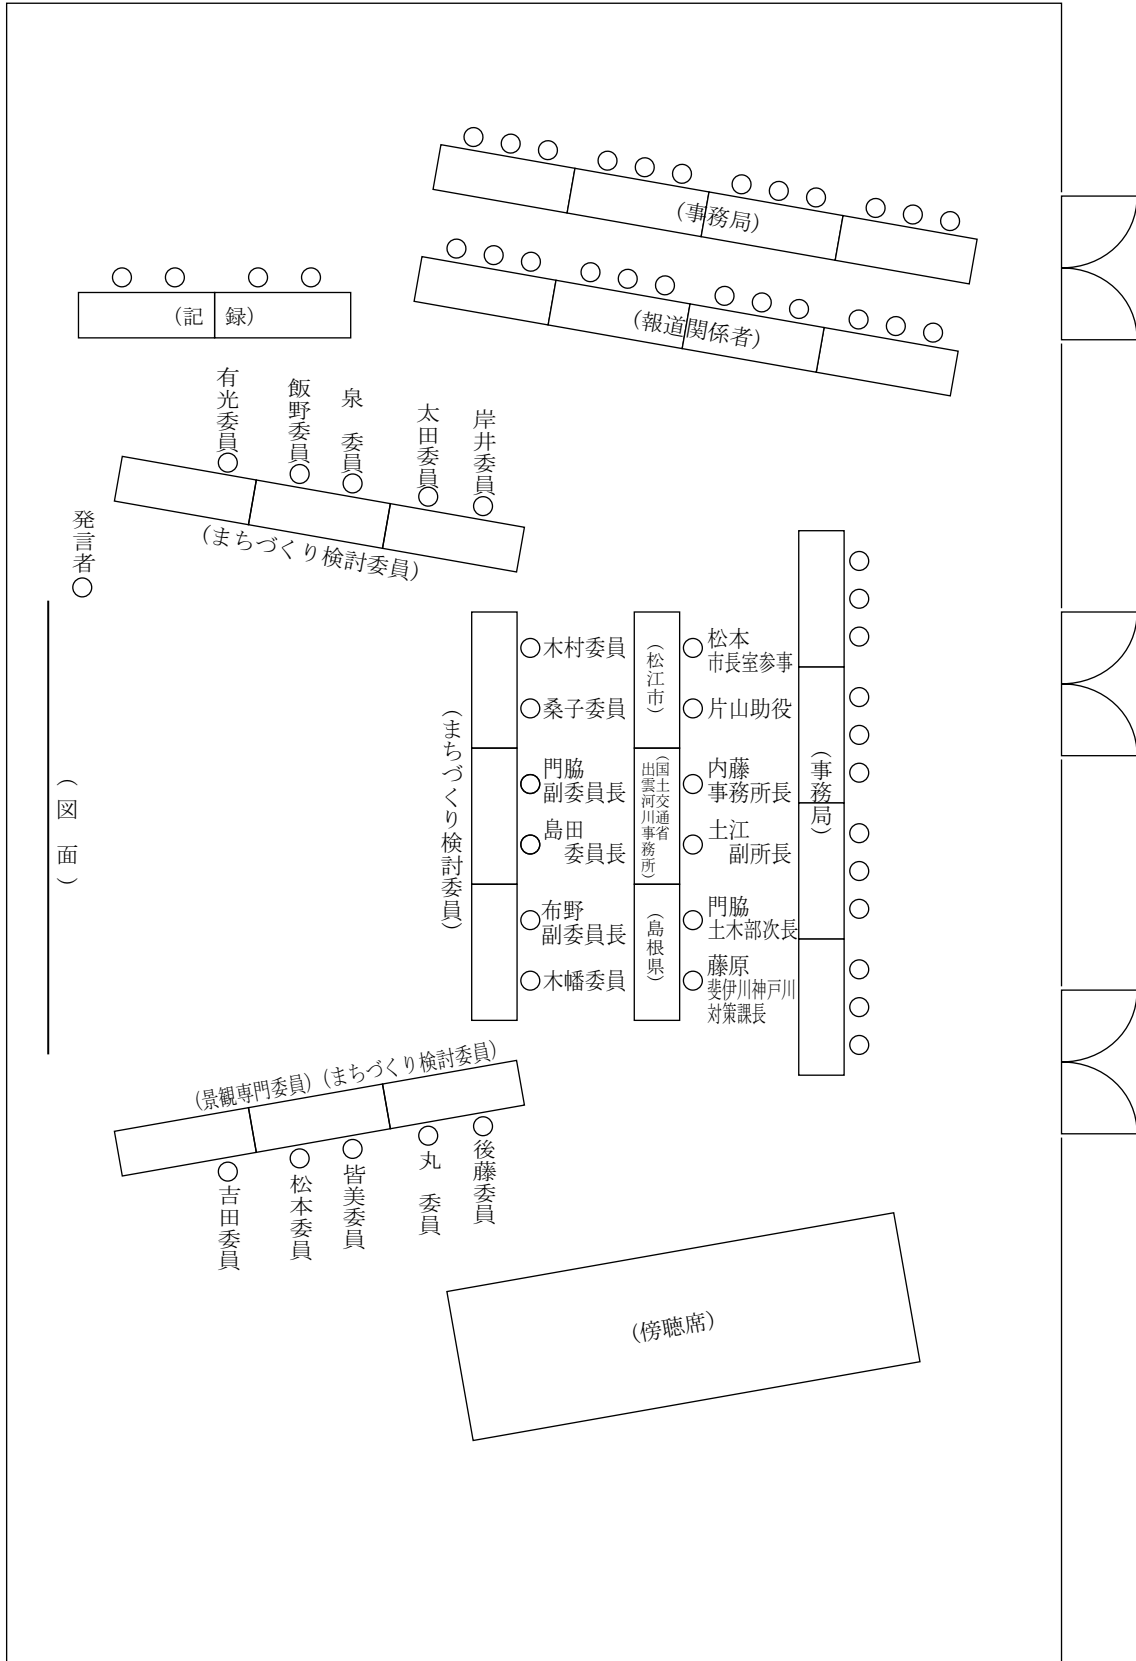 (事務局)
(報道関係者)
(記録)
有光委員
飯野委員
泉 委員
太田委員
岸井委員
(まちづくり検討委員)
発言者
(図 面)
(まちづくり検討委員)
木村委員
桑子委員
門脇
副委員長
島田
委員長
布野
副委員長
木幡委員
(松江市)
(国土交通省
出雲河川事務所)
(島根県)
松本
市長室参事
片山助役
内藤
事務所長
土江
副所長
門脇
土木部次長
藤原
斐伊川神戸川
対策課長
(事務局)
(景観専門委員)
(まちづくり検討委員)
吉田委員
松本委員
皆美委員
丸 委員
後藤委員
(傍聴席)